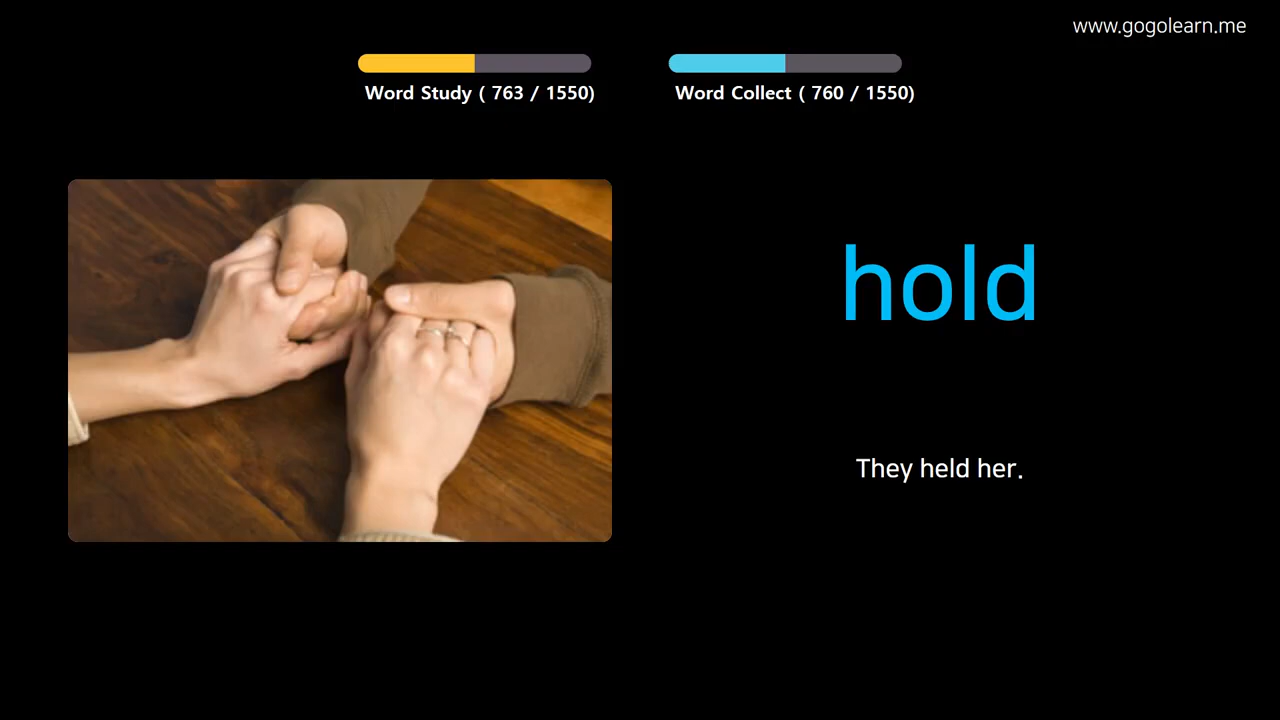 www.gogolearn.me
Word Study ( 763 / 1550)
Word Collect ( 760 / 1550)
hold
They held her.